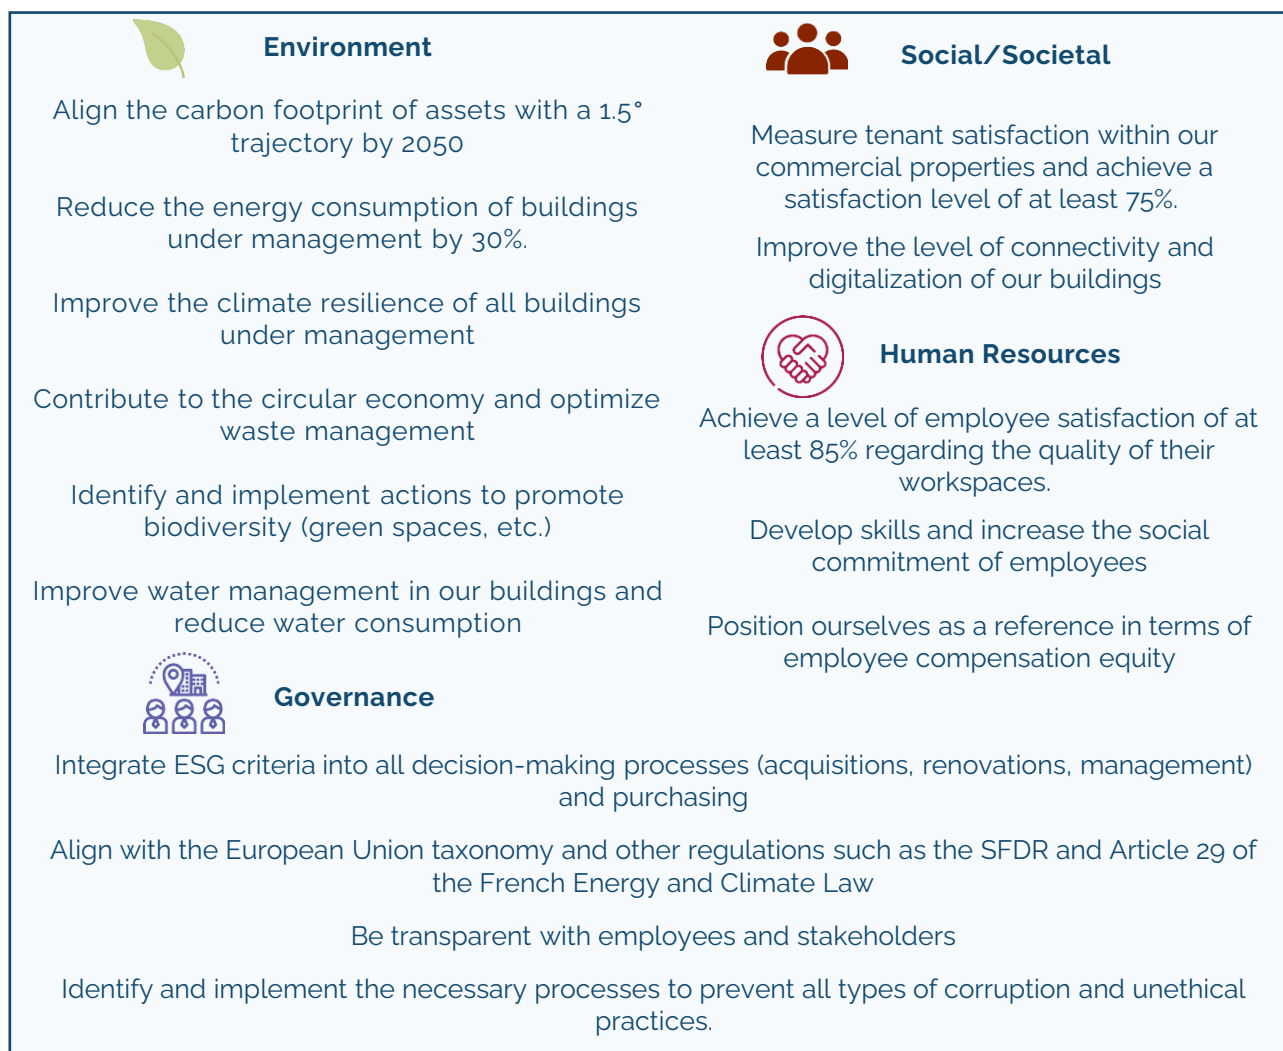 Environment
Align the carbon footprint of assets with a 1.5°
trajectory by 2050
Reduce the energy consumption of buildings
under management by 30%.
Improve the climate resilience of all buildings
under management
Contribute to the circular economy and optimize
waste management
Identify and implement actions to promote
biodiversity (green spaces, etc.)
Improve water management in our buildings and
reduce water consumption
Social/Societal
Measure tenant satisfaction within our
commercial properties and achieve a
satisfaction level of at least 75%.
Improve the level of connectivity and
digitalization of our buildings
Human Resources
Achieve a level of employee satisfaction of at
least 85% regarding the quality of their
workspaces.
Develop skills and increase the social
commitment of employees
Position ourselves as a reference in terms of
employee compensation equity
Governance
Integrate ESG criteria into all decision-making processes (acquisitions, renovations, management)
and purchasing
Align with the European Union taxonomy and other regulations such as the SFDR and Article 29 of
the French Energy and Climate Law
Be transparent with employees and stakeholders
Identify and implement the necessary processes to prevent all types of corruption and unethical
practices.